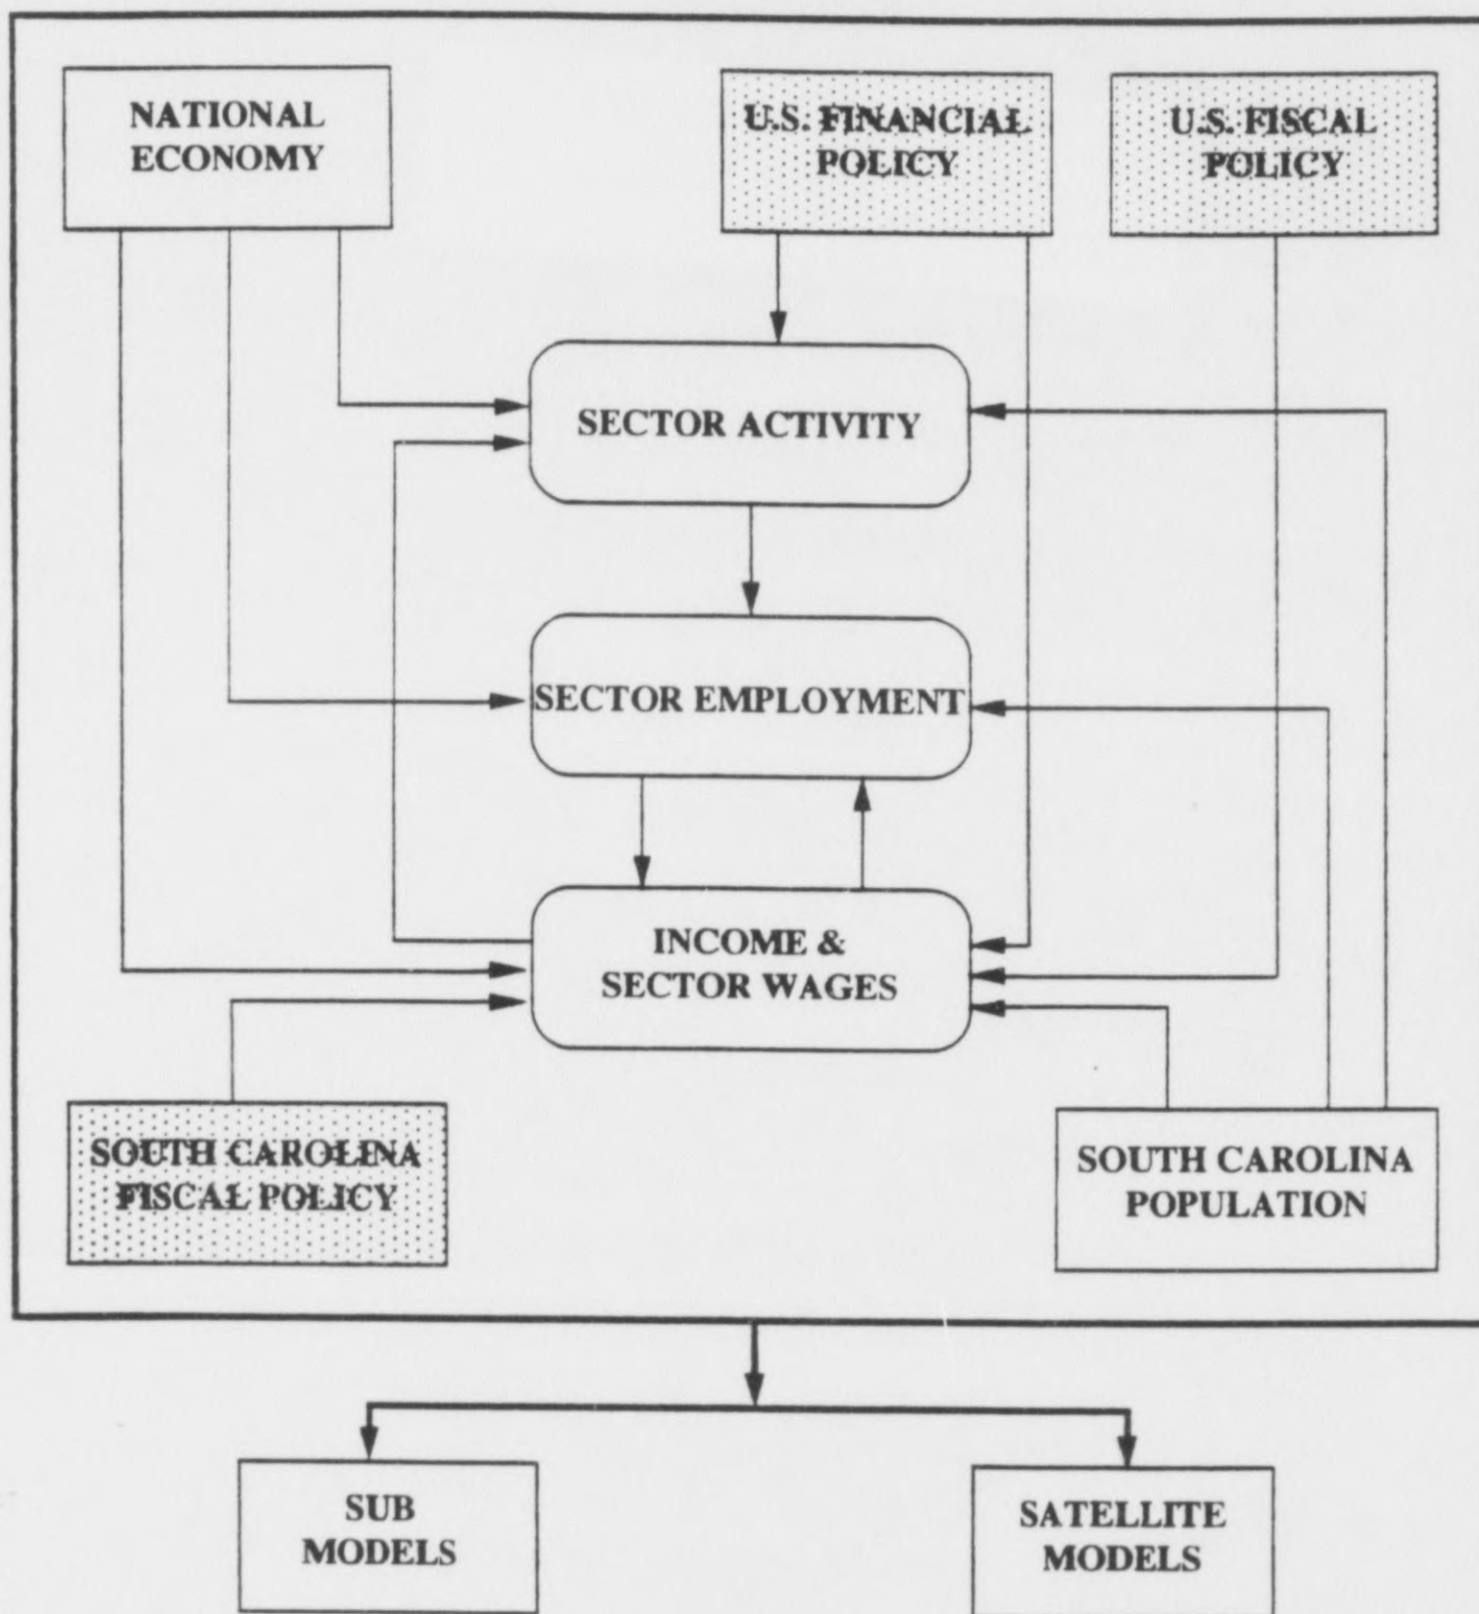 NATIONAL
ECONOMY
U.S. FINANCIAL
POLICY
U.S. FISCAL
POLICY
SECTOR ACTIVITY
SECTOR EMPLOYMENT
INCOME &
SECTOR WAGES
SOUTH CAROLINA
FISCAL POLICY
SOUTH CAROLINA
POPULATION
SUB
MODELS
SATELLITE
MODELS